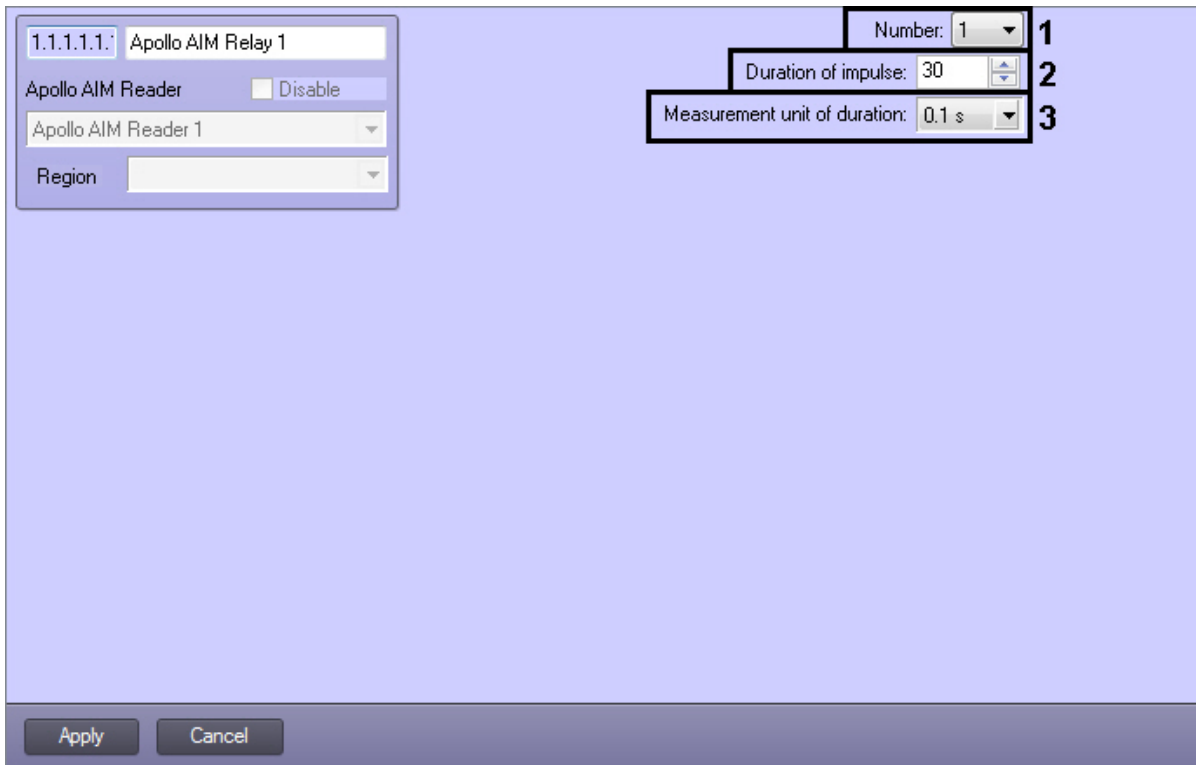 1.1.1.1.1. Apollo AIM Relay 1
Apollo AIM Reader Disable
Apollo AIM Reader 1
Region
Number: 1 1
Duration of impulse: 30 2
Measurement unit of duration: 0.1 s 3
Apply Cancel